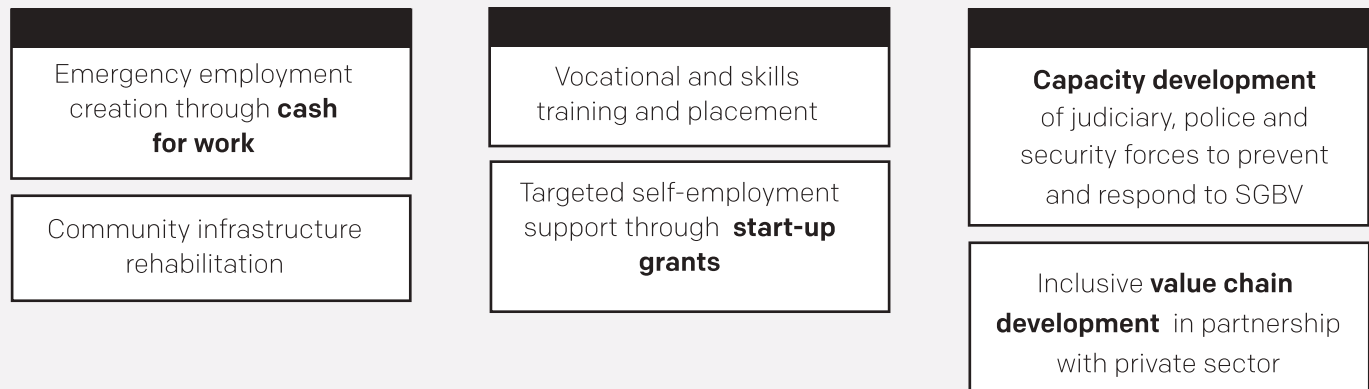 Emergency employment
creation through cash
for work
Community infrastructure
rehabilitation
Vocational and skills
training and placement
Targeted self-employment
support through start-up
grants
Capacity development
of judiciary, police and
security forces to prevent
and respond to SGBV
Inclusive value chain
development in partnership
with private sector